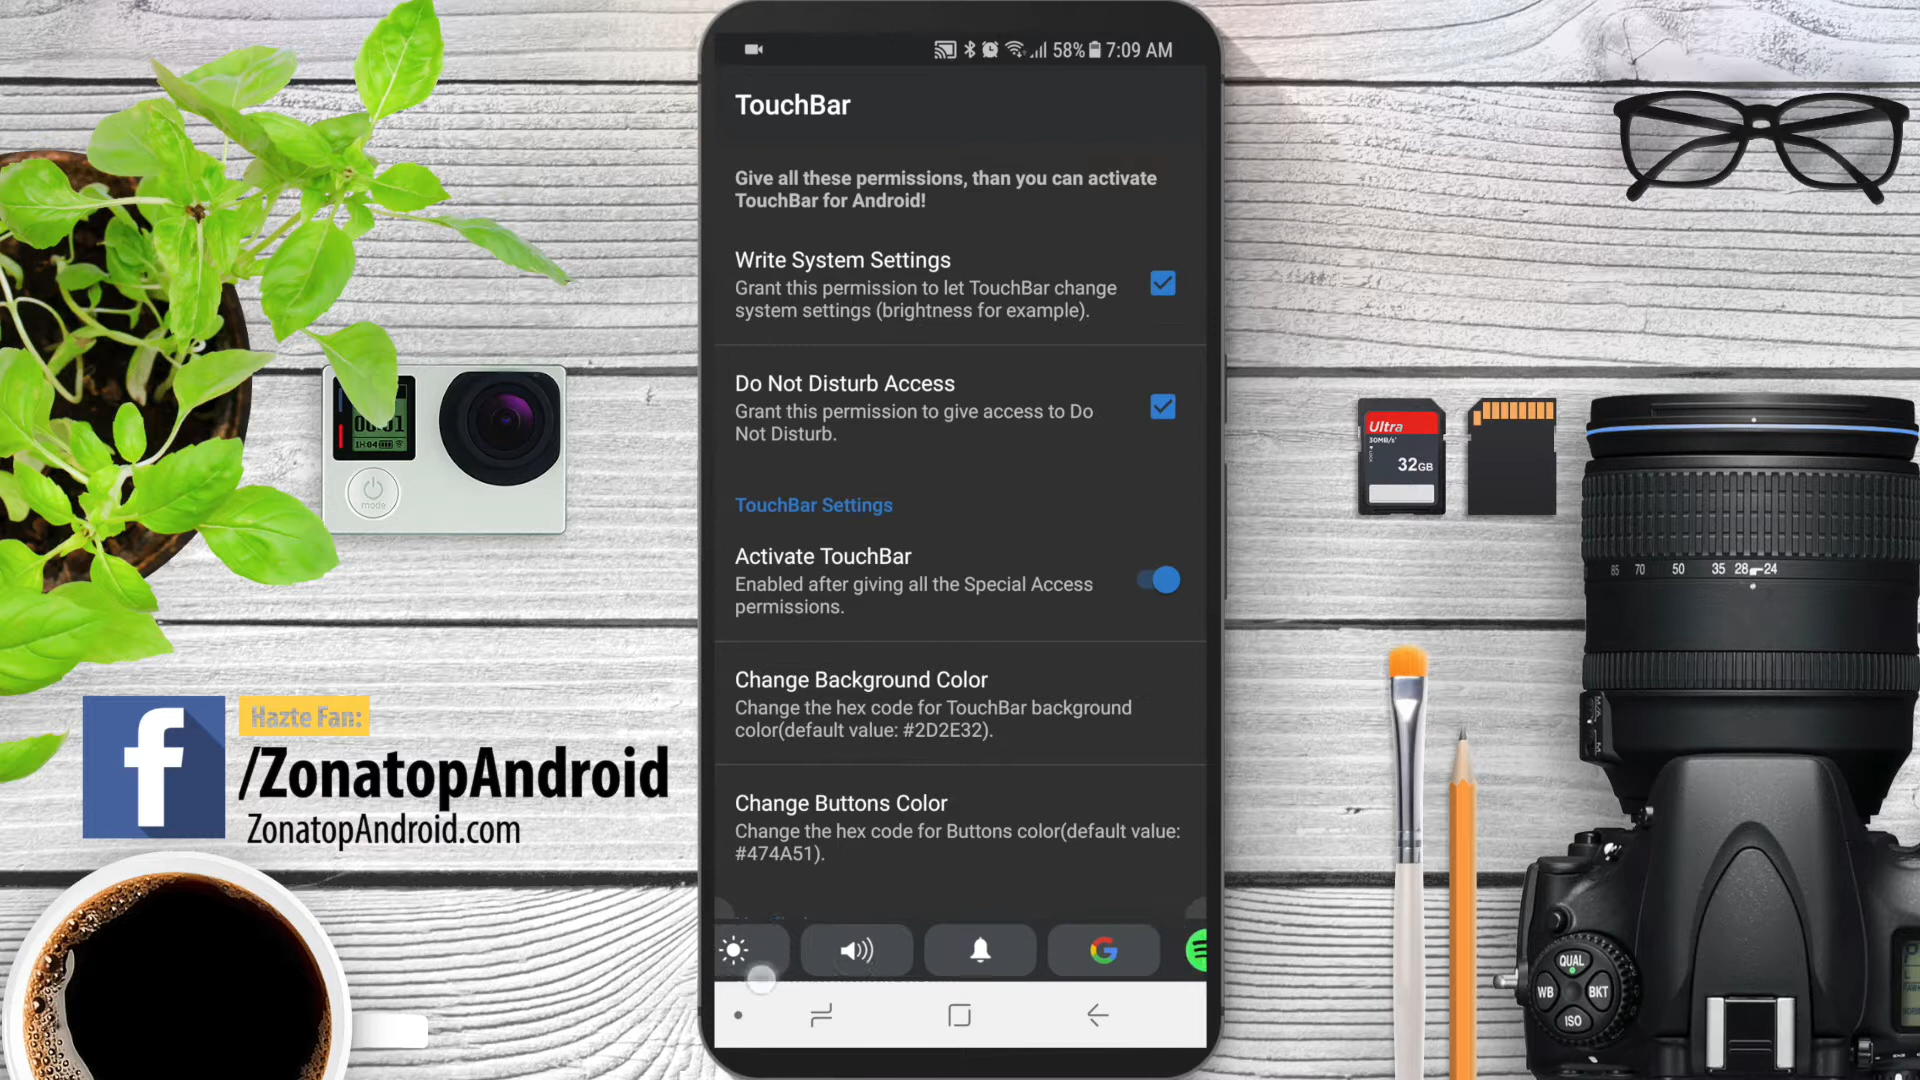 58% 7:09 AM
TouchBar
Give all these permissions, than you can activate
TouchBar for Android!
Write System Settings
Grant this permission to let TouchBar change
system settings (brightness for example).
Do Not Disturb Access
Grant this permission to give access to Do
Not Disturb.
TouchBar Settings
Activate TouchBar
Enabled after giving all the Special Access
permissions.
Change Background Color
Change the hex code for TouchBar background
color(default value: #2D2E32).
Change Buttons Color
Change the hex code for Buttons color(default value:
#474A51).
mode
Hazte Fan:
/ZonatopAndroid
ZonatopAndroid.com
Ultra
30MB/s
32GB
85 70 50 35 28 24
QUAL
WB
BKT
ISO